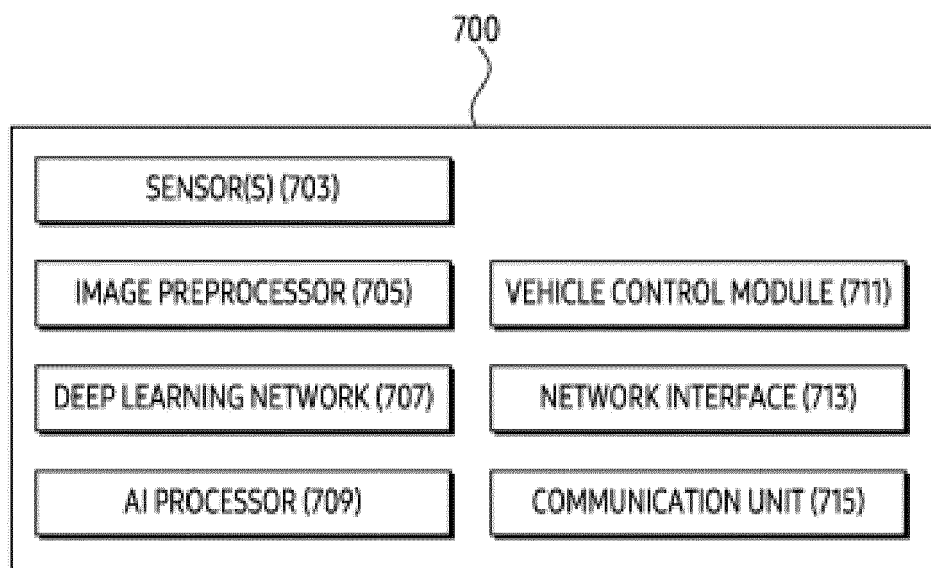 700
SENSOR(S) (703)
IMAGE PREPROCESSOR (705)
VEHICLE CONTROL MODULE (711)
DEEP LEARNING NETWORK (707)
NETWORK INTERFACE (713)
AI PROCESSOR (709)
COMMUNICATION UNIT (715)